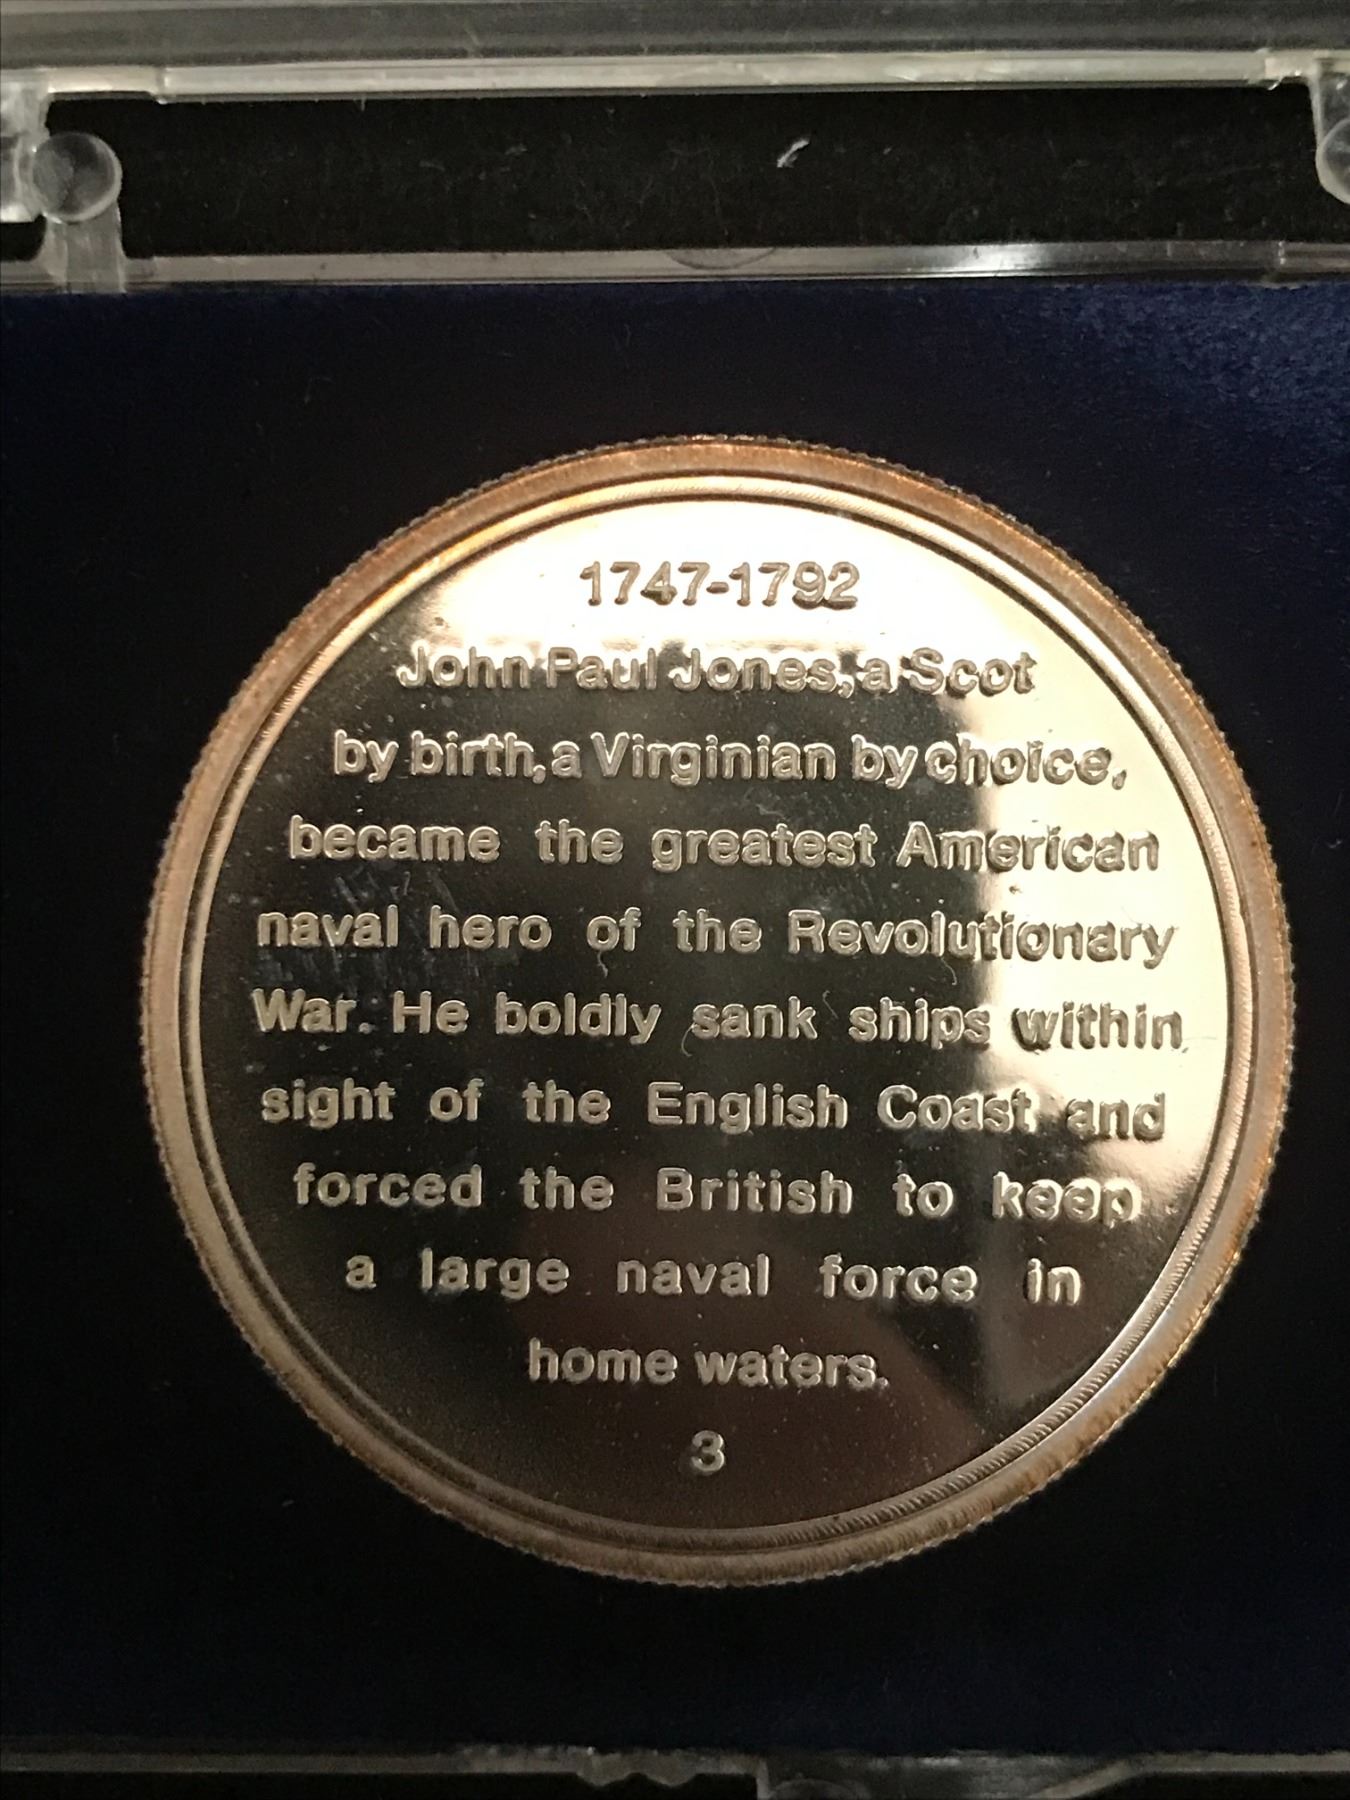 1747-1792
John Paul Jones, a Scot
by birth, a Virginian by choice,
became the greatest American
naval hero of the Revolutionary
War. He boldly sank ships within
sight of the English Coast and
forced the British to keep
a large naval force in
home waters.
3